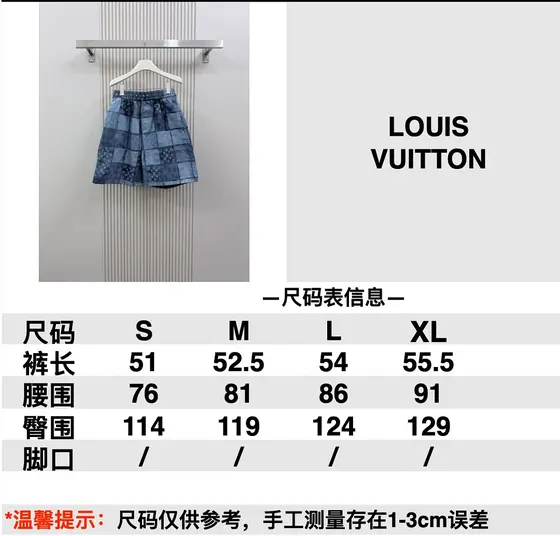 LOUIS
VUITTON
—尺码表信息—
尺码 S M L XL
裤长 51 52.5 54 55.5
腰围 76 81 86 91
臀围 114 119 124 129
脚口 / / / /
*温馨提示：尺码仅供参考，手工测量存在1-3cm误差